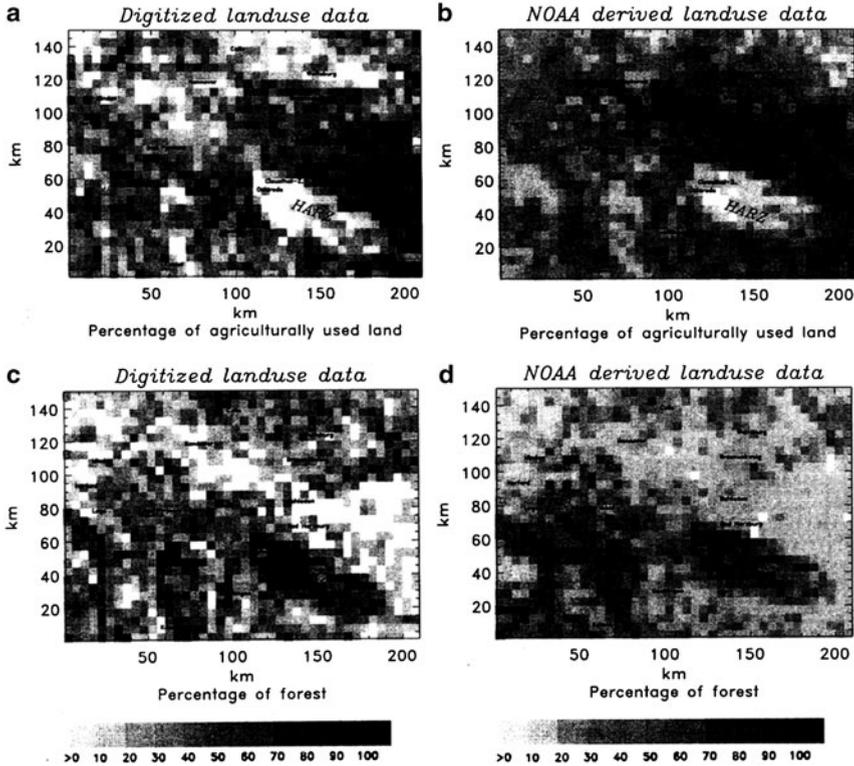 a
Digitized landuse data
km
140
120
100
80
60
40
20
HARZ
50 100 150 200
km
Percentage of agriculturally used land
b
NOAA derived landuse data
km
140
120
100
80
60
40
20
HARZ
50 100 150 200
km
Percentage of agriculturally used land
c
Digitized landuse data
km
140
120
100
80
60
40
20
50 100 150 200
km
Percentage of forest
>0 10 20 30 40 50 60 70 80 90 100
d
NOAA derived landuse data
km
140
120
100
80
60
40
20
Bad Harzburg
50 100 150 200
km
Percentage of forest
>0 10 20 30 40 50 60 70 80 90 100